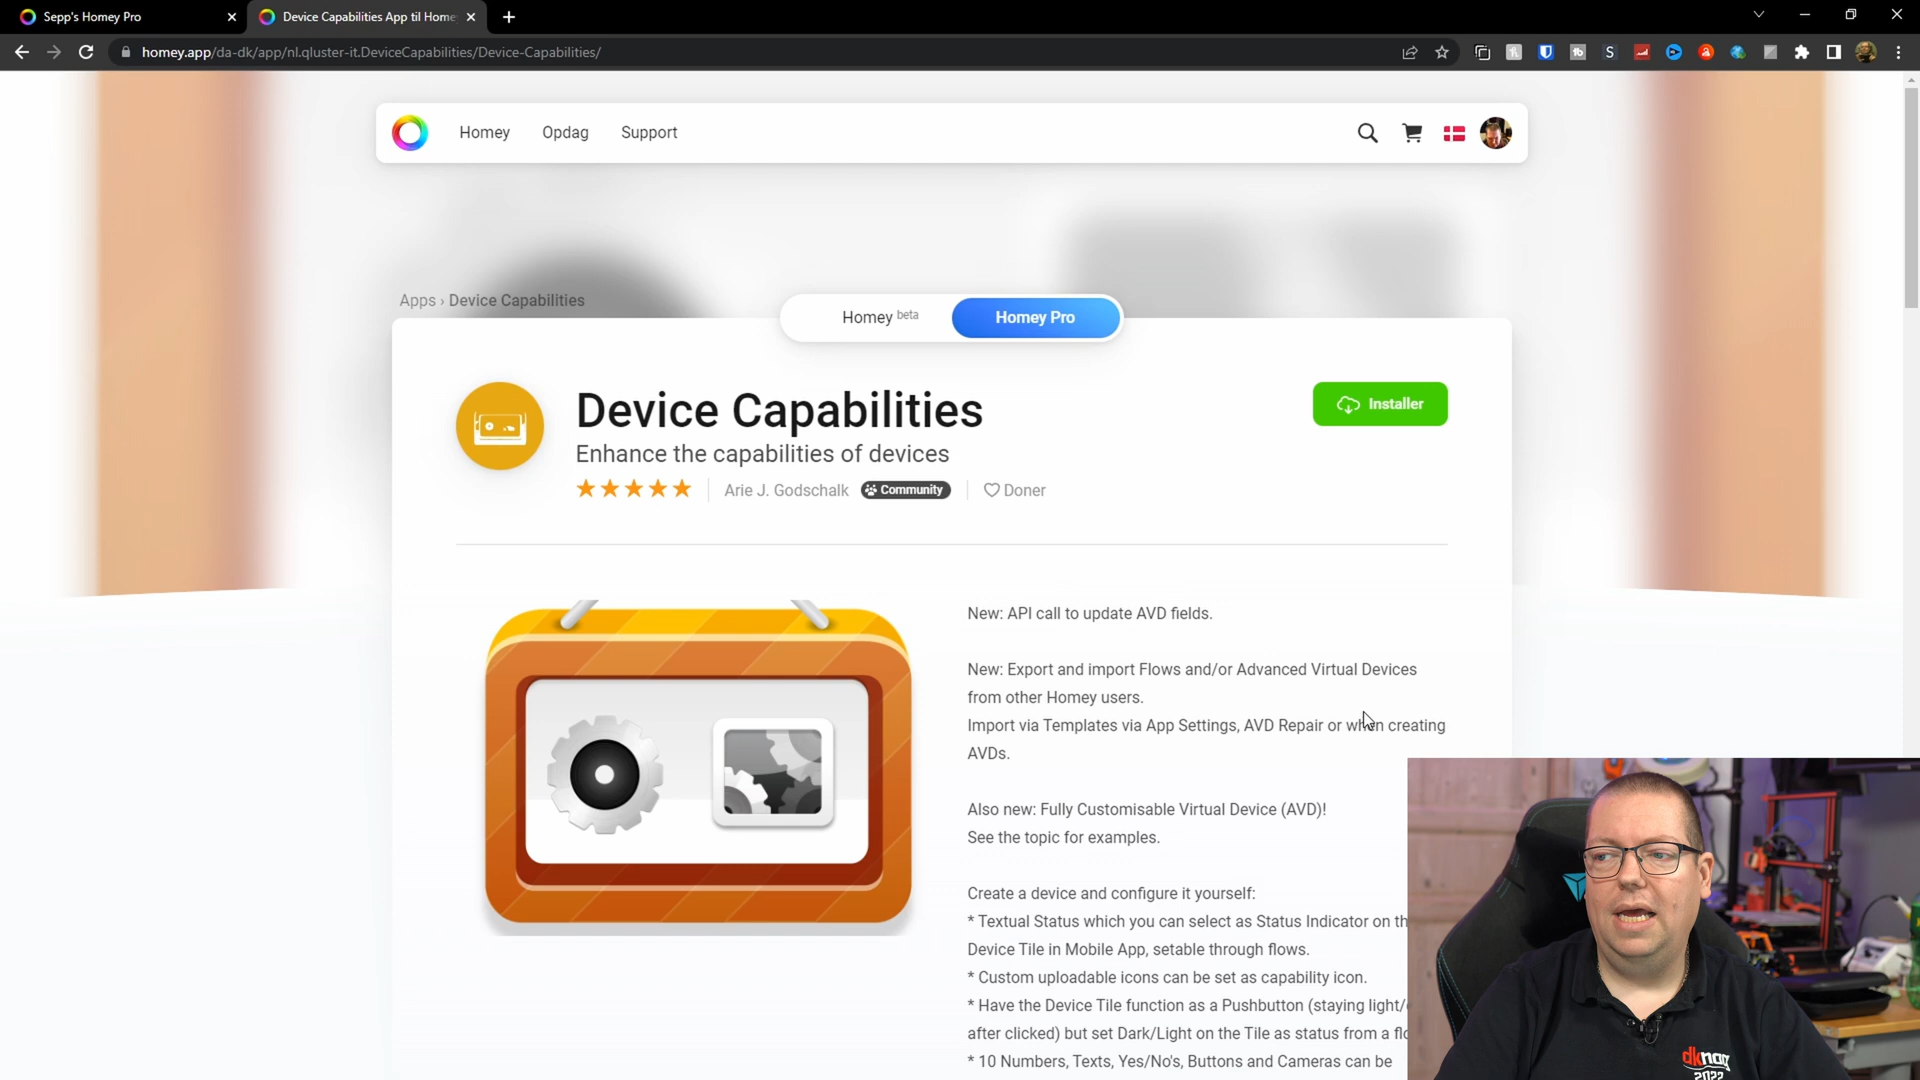 Sepp's Homey Pro
Device Capabilities App til Home
homey.app/da-dk/app/nl.qluster-it.DeviceCapabilities/Device-Capabilities/
Homey Opdag Support
Apps › Device Capabilities
Homey beta Homey Pro
Device Capabilities
Installer
Enhance the capabilities of devices
Arie J. Godschalk Community Doner
New: API call to update AVD fields.
New: Export and import Flows and/or Advanced Virtual Devices
from other Homey users.
Import via Templates via App Settings, AVD Repair or when creating
AVDs.
Also new: Fully Customisable Virtual Device (AVD)!
See the topic for examples.
Create a device and configure it yourself:
* Textual Status which you can select as Status Indicator on th
Device Tile in Mobile App, setable through flows.
* Custom uploadable icons can be set as capability icon.
* Have the Device Tile function as a Pushbutton (staying light/
after clicked) but set Dark/Light on the Tile as status from a flo
* 10 Numbers, Texts, Yes/No's, Buttons and Cameras can be
dknog
2022